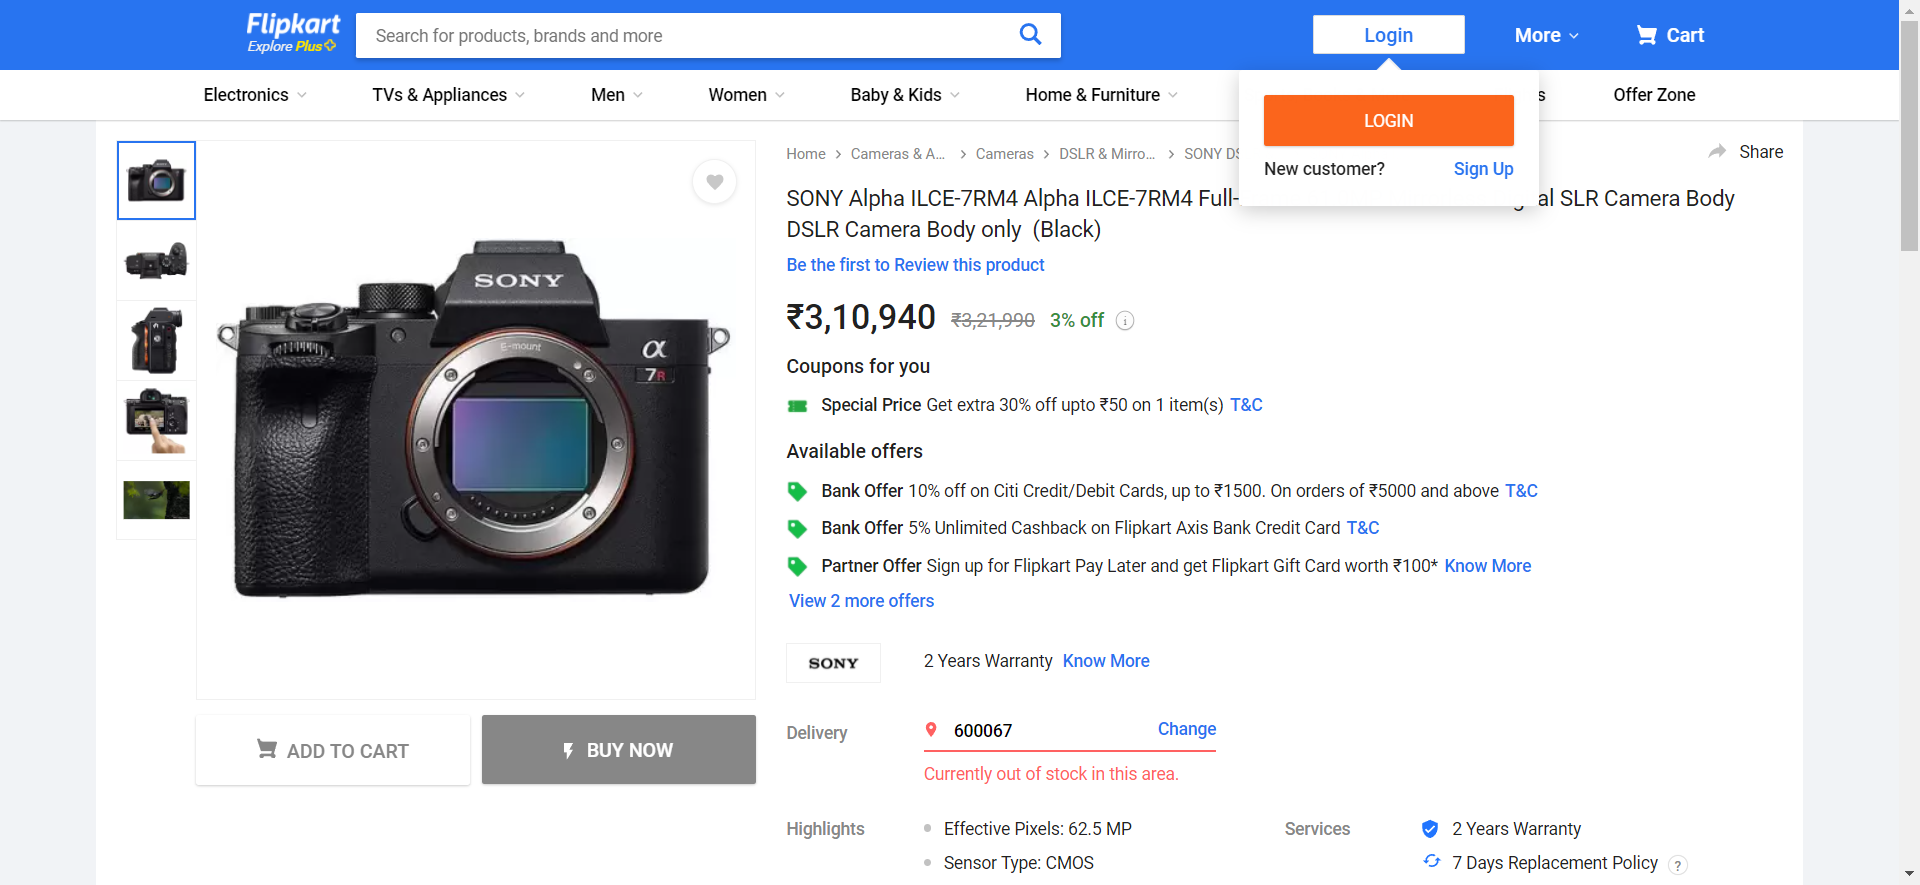 Flipkart
Explore Plus
Search for products, brands and more
Login
More
Cart
Electronics
TVs & Appliances
Men
Women
Baby & Kids
Home & Furniture
s
Offer Zone
LOGIN
New customer? Sign Up
Home
Cameras & A...
Cameras
DSLR & Mirro...
SONY DS
Share
SONY Alpha ILCE-7RM4 Alpha ILCE-7RM4 Full- al SLR Camera Body
DSLR Camera Body only (Black)
Be the first to Review this product
₹3,10,940 ₹3,21,990 3% off
Coupons for you
Special Price Get extra 30% off upto ₹50 on 1 item(s) T&C
Available offers
Bank Offer 10% off on Citi Credit/Debit Cards, up to ₹1500. On orders of ₹5000 and above T&C
Bank Offer 5% Unlimited Cashback on Flipkart Axis Bank Credit Card T&C
Partner Offer Sign up for Flipkart Pay Later and get Flipkart Gift Card worth ₹100* Know More
View 2 more offers
SONY
E-mount
α
7R
SONY
2 Years Warranty Know More
Delivery
600067
Change
Currently out of stock in this area.
ADD TO CART
BUY NOW
Highlights
Effective Pixels: 62.5 MP
Sensor Type: CMOS
Services
2 Years Warranty
7 Days Replacement Policy ?